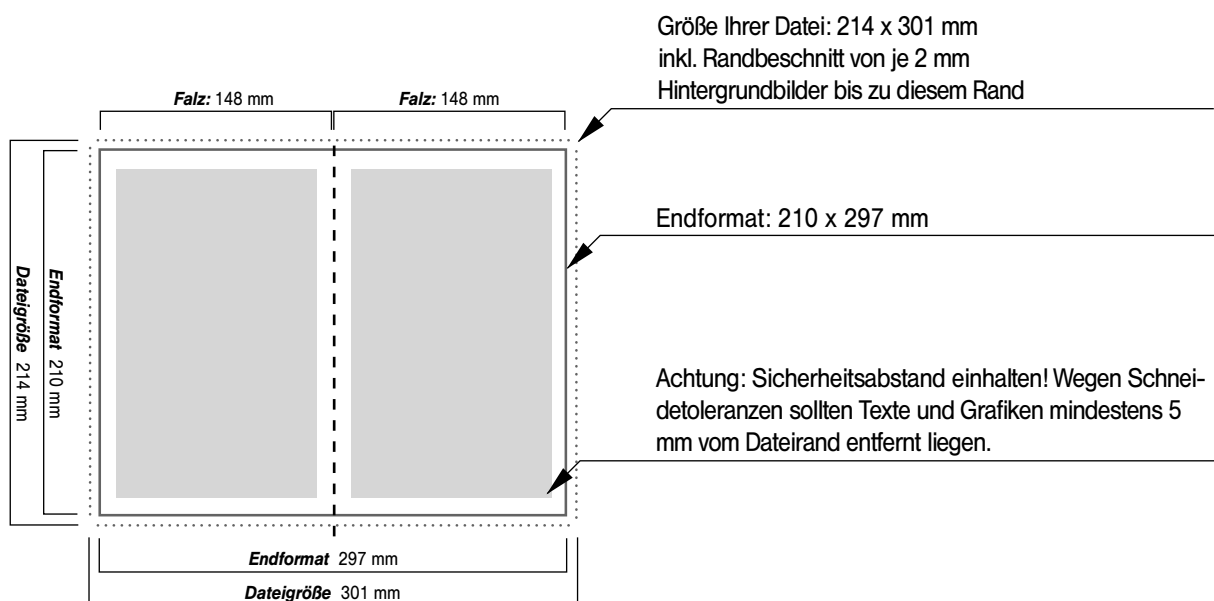 Größe Ihrer Datei: 214 x 301 mm
inkl. Randbeschnitt von je 2 mm
Hintergrundbilder bis zu diesem Rand
Falz: 148 mm
Falz: 148 mm
Endformat: 210 x 297 mm
Dateigröße 214 mm
Endformat 210 mm
Achtung: Sicherheitsabstand einhalten! Wegen Schnei-
detoleranzen sollten Texte und Grafiken mindestens 5
mm vom Dateirand entfernt liegen.
Endformat 297 mm
Dateigröße 301 mm